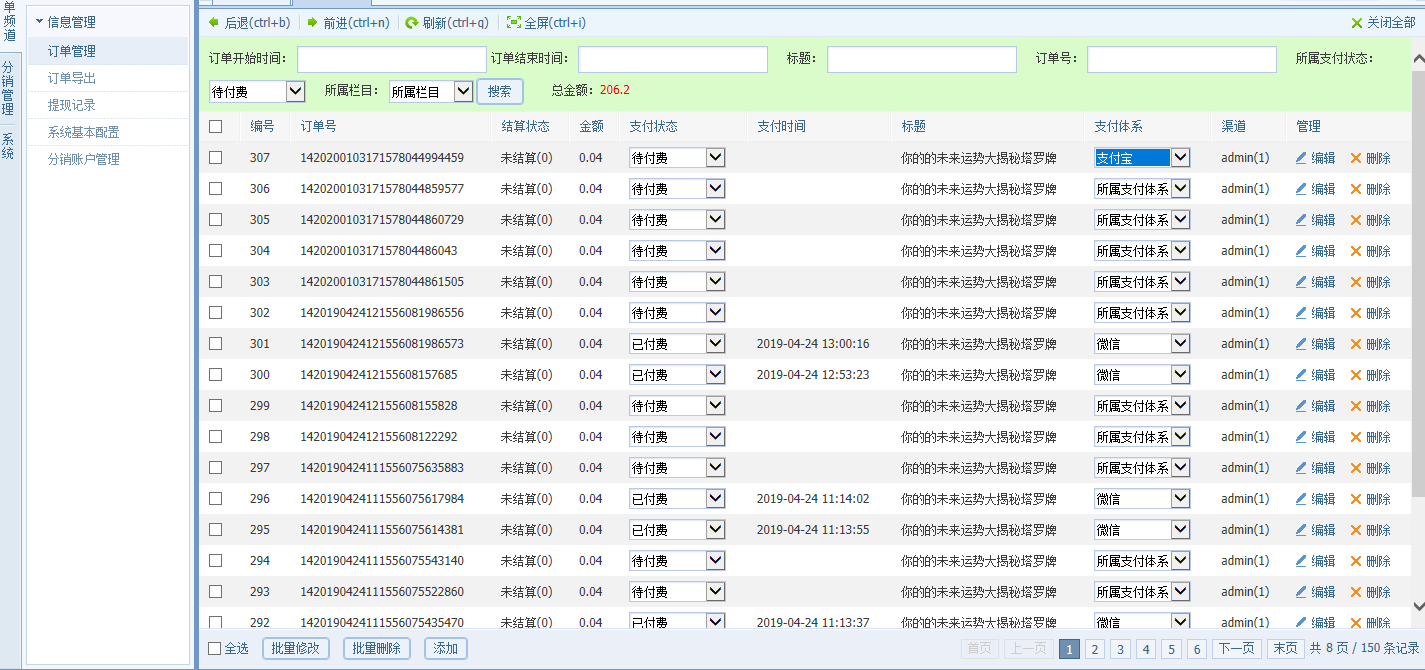 单频道
分销管理
系统
信息管理
订单管理
订单导出
提现记录
系统基本配置
分销账户管理
后退(ctrl+b) 前进(ctrl+n) 刷新(ctrl+q) 全屏(ctrl+i) 关闭全部
订单开始时间: 订单结束时间: 标题: 订单号: 所属支付状态:
待付费 所属栏目: 所属栏目 搜索 总金额: 206.2
编号 订单号 结算状态 金额 支付状态 支付时间 标题 支付体系 渠道 管理
307 1420200103171578044994459 未结算(0) 0.04 待付费 你的的未来运势大揭秘塔罗牌 支付宝 admin(1) 编辑 删除
306 1420200103171578044859577 未结算(0) 0.04 待付费 你的的未来运势大揭秘塔罗牌 所属支付体系 admin(1) 编辑 删除
305 1420200103171578044860729 未结算(0) 0.04 待付费 你的的未来运势大揭秘塔罗牌 所属支付体系 admin(1) 编辑 删除
304 142020010317157804486043 未结算(0) 0.04 待付费 你的的未来运势大揭秘塔罗牌 所属支付体系 admin(1) 编辑 删除
303 1420200103171578044861505 未结算(0) 0.04 待付费 你的的未来运势大揭秘塔罗牌 所属支付体系 admin(1) 编辑 删除
302 1420190424121556081986556 未结算(0) 0.04 待付费 你的的未来运势大揭秘塔罗牌 所属支付体系 admin(1) 编辑 删除
301 1420190424121556081986573 未结算(0) 0.04 已付费 2019-04-24 13:00:16 你的的未来运势大揭秘塔罗牌 微信 admin(1) 编辑 删除
300 142019042412155608157685 未结算(0) 0.04 已付费 2019-04-24 12:53:23 你的的未来运势大揭秘塔罗牌 微信 admin(1) 编辑 删除
299 142019042412155608155828 未结算(0) 0.04 待付费 你的的未来运势大揭秘塔罗牌 所属支付体系 admin(1) 编辑 删除
298 142019042412155608122292 未结算(0) 0.04 待付费 你的的未来运势大揭秘塔罗牌 所属支付体系 admin(1) 编辑 删除
297 1420190424111556075635883 未结算(0) 0.04 待付费 你的的未来运势大揭秘塔罗牌 所属支付体系 admin(1) 编辑 删除
296 1420190424111556075617984 未结算(0) 0.04 已付费 2019-04-24 11:14:02 你的的未来运势大揭秘塔罗牌 微信 admin(1) 编辑 删除
295 1420190424111556075614381 未结算(0) 0.04 已付费 2019-04-24 11:13:55 你的的未来运势大揭秘塔罗牌 微信 admin(1) 编辑 删除
294 1420190424111556075543140 未结算(0) 0.04 待付费 你的的未来运势大揭秘塔罗牌 所属支付体系 admin(1) 编辑 删除
293 1420190424111556075522860 未结算(0) 0.04 待付费 你的的未来运势大揭秘塔罗牌 所属支付体系 admin(1) 编辑 删除
292 1420190424111556075435470 未结算(0) 0.04 已付费 2019-04-24 11:13:37 你的的未来运势大揭秘塔罗牌 微信 admin(1) 编辑 删除
全选 批量修改 批量删除 添加 首页 上一页 1 2 3 4 5 6 下一页 末页 共 8 页 / 150 条记录